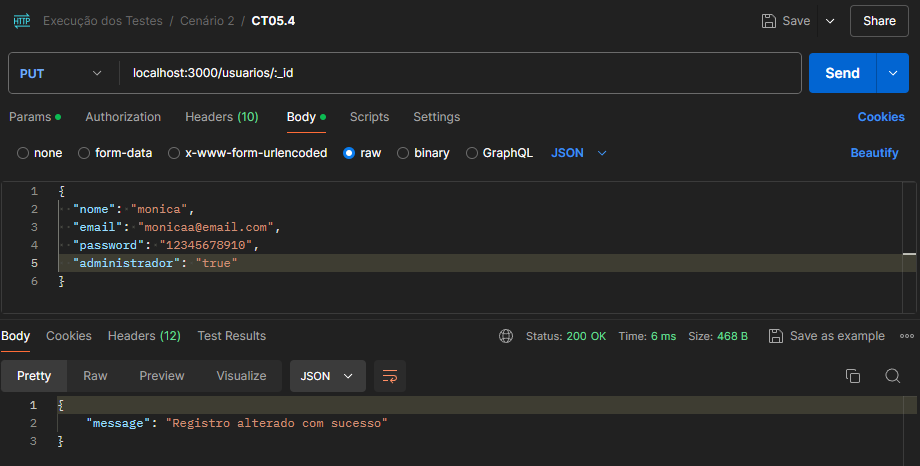 HTTP Execução dos Testes / Cenário 2 / CT05.4 Save Share
PUT localhost:3000/usuarios/:_id Send
Params Authorization Headers (10) Body Scripts Settings Cookies
none form-data x-www-form-urlencoded raw binary GraphQL JSON Beautify
1 {
2 "nome": "monica",
3 "email": "monicaa@email.com",
4 "password": "12345678910",
5 "administrador": "true"
6 }
Body Cookies Headers (12) Test Results Status: 200 OK Time: 6 ms Size: 468 B Save as example
Pretty Raw Preview Visualize JSON
1 {
2 "message": "Registro alterado com sucesso"
3 }